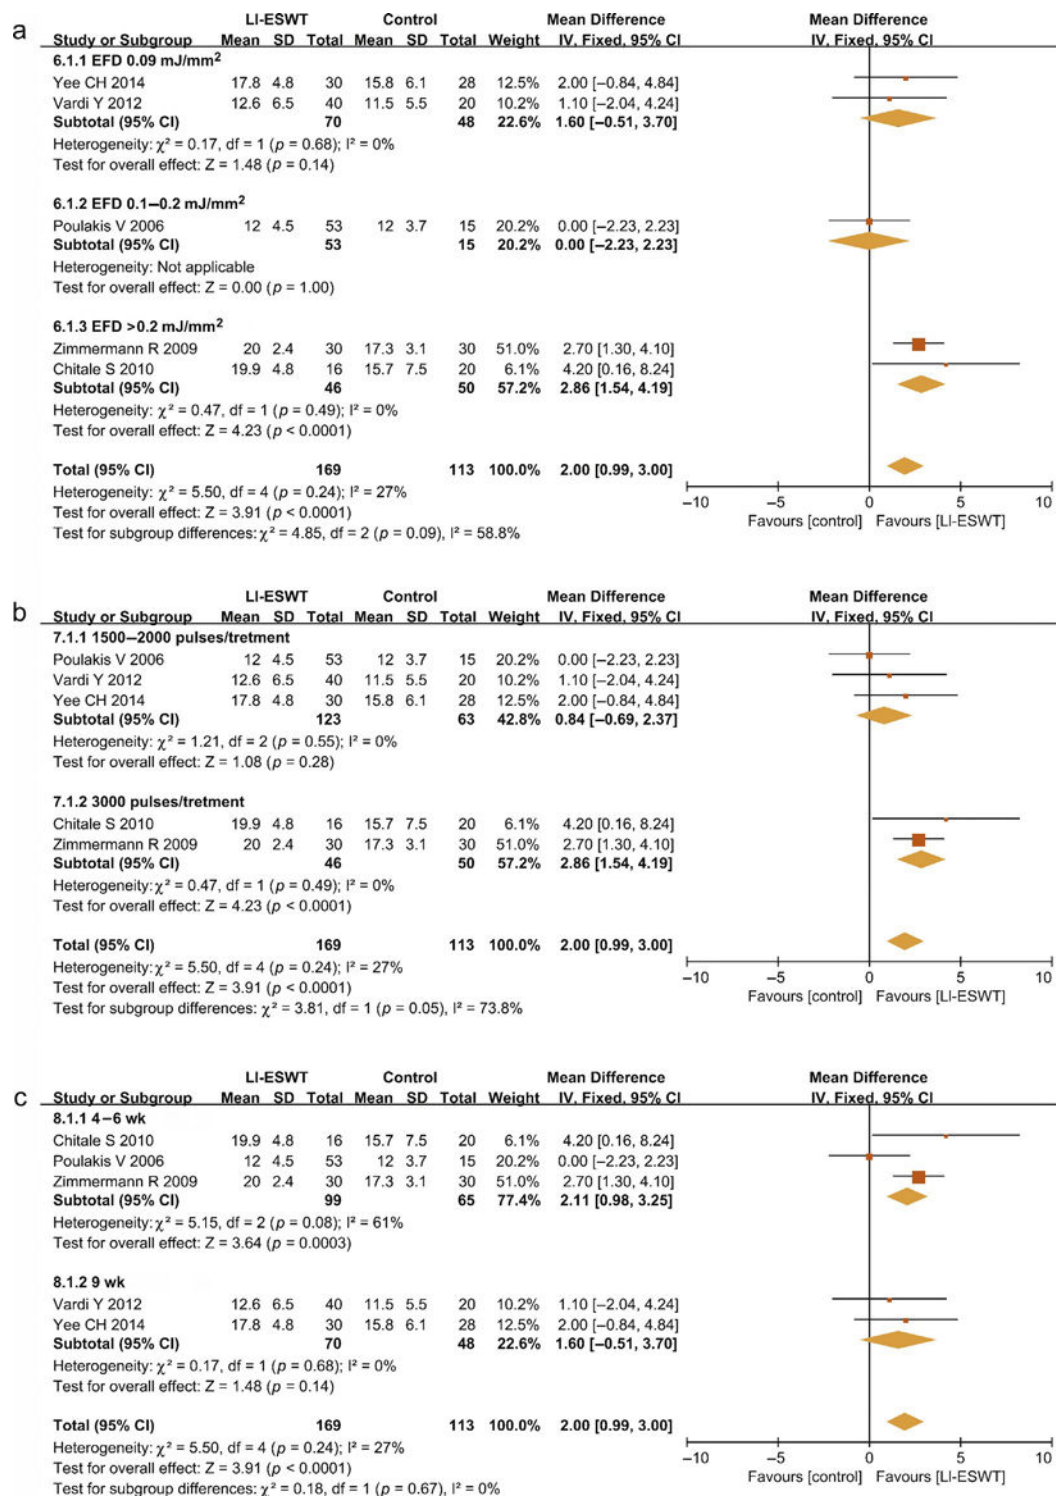 a
LI-ESWT Control Mean Difference Mean Difference
Study or Subgroup Mean SD Total Mean SD Total Weight IV, Fixed, 95% CI IV, Fixed, 95% CI
6.1.1 EFD 0.09 mJ/mm²
Yee CH 2014 17.8 4.8 30 15.8 6.1 28 12.5% 2.00 [−0.84, 4.84]
Vardi Y 2012 12.6 6.5 40 11.5 5.5 20 10.2% 1.10 [−2.04, 4.24]
Subtotal (95% CI) 70 48 22.6% 1.60 [−0.51, 3.70]
Heterogeneity: χ² = 0.17, df = 1 (p = 0.68); I² = 0%
Test for overall effect: Z = 1.48 (p = 0.14)
6.1.2 EFD 0.1–0.2 mJ/mm²
Poulakis V 2006 12 4.5 53 12 3.7 15 20.2% 0.00 [−2.23, 2.23]
Subtotal (95% CI) 53 15 20.2% 0.00 [−2.23, 2.23]
Heterogeneity: Not applicable
Test for overall effect: Z = 0.00 (p = 1.00)
6.1.3 EFD >0.2 mJ/mm²
Zimmermann R 2009 20 2.4 30 17.3 3.1 30 51.0% 2.70 [1.30, 4.10]
Chitale S 2010 19.9 4.8 16 15.7 7.5 20 6.1% 4.20 [0.16, 8.24]
Subtotal (95% CI) 46 50 57.2% 2.86 [1.54, 4.19]
Heterogeneity: χ² = 0.47, df = 1 (p = 0.49); I² = 0%
Test for overall effect: Z = 4.23 (p < 0.0001)
Total (95% CI) 169 113 100.0% 2.00 [0.99, 3.00]
Heterogeneity: χ² = 5.50, df = 4 (p = 0.24); I² = 27%
Test for overall effect: Z = 3.91 (p < 0.0001)
Test for subgroup differences: χ² = 4.85, df = 2 (p = 0.09), I² = 58.8%
−10 −5 0 5 10
Favours [control] Favours [LI-ESWT]
b
LI-ESWT Control Mean Difference Mean Difference
Study or Subgroup Mean SD Total Mean SD Total Weight IV, Fixed, 95% CI IV, Fixed, 95% CI
7.1.1 1500–2000 pulses/tretment
Poulakis V 2006 12 4.5 53 12 3.7 15 20.2% 0.00 [−2.23, 2.23]
Vardi Y 2012 12.6 6.5 40 11.5 5.5 20 10.2% 1.10 [−2.04, 4.24]
Yee CH 2014 17.8 4.8 30 15.8 6.1 28 12.5% 2.00 [−0.84, 4.84]
Subtotal (95% CI) 123 63 42.8% 0.84 [−0.69, 2.37]
Heterogeneity: χ² = 1.21, df = 2 (p = 0.55); I² = 0%
Test for overall effect: Z = 1.08 (p = 0.28)
7.1.2 3000 pulses/tretment
Chitale S 2010 19.9 4.8 16 15.7 7.5 20 6.1% 4.20 [0.16, 8.24]
Zimmermann R 2009 20 2.4 30 17.3 3.1 30 51.0% 2.70 [1.30, 4.10]
Subtotal (95% CI) 46 50 57.2% 2.86 [1.54, 4.19]
Heterogeneity: χ² = 0.47, df = 1 (p = 0.49); I² = 0%
Test for overall effect: Z = 4.23 (p < 0.0001)
Total (95% CI) 169 113 100.0% 2.00 [0.99, 3.00]
Heterogeneity: χ² = 5.50, df = 4 (p = 0.24); I² = 27%
Test for overall effect: Z = 3.91 (p < 0.0001)
Test for subgroup differences: χ² = 3.81, df = 1 (p = 0.05), I² = 73.8%
−10 −5 0 5 10
Favours [control] Favours [LI-ESWT]
c
LI-ESWT Control Mean Difference Mean Difference
Study or Subgroup Mean SD Total Mean SD Total Weight IV, Fixed, 95% CI IV, Fixed, 95% CI
8.1.1 4–6 wk
Chitale S 2010 19.9 4.8 16 15.7 7.5 20 6.1% 4.20 [0.16, 8.24]
Poulakis V 2006 12 4.5 53 12 3.7 15 20.2% 0.00 [−2.23, 2.23]
Zimmermann R 2009 20 2.4 30 17.3 3.1 30 51.0% 2.70 [1.30, 4.10]
Subtotal (95% CI) 99 65 77.4% 2.11 [0.98, 3.25]
Heterogeneity: χ² = 5.15, df = 2 (p = 0.08); I² = 61%
Test for overall effect: Z = 3.64 (p = 0.0003)
8.1.2 9 wk
Vardi Y 2012 12.6 6.5 40 11.5 5.5 20 10.2% 1.10 [−2.04, 4.24]
Yee CH 2014 17.8 4.8 30 15.8 6.1 28 12.5% 2.00 [−0.84, 4.84]
Subtotal (95% CI) 70 48 22.6% 1.60 [−0.51, 3.70]
Heterogeneity: χ² = 0.17, df = 1 (p = 0.68); I² = 0%
Test for overall effect: Z = 1.48 (p = 0.14)
Total (95% CI) 169 113 100.0% 2.00 [0.99, 3.00]
Heterogeneity: χ² = 5.50, df = 4 (p = 0.24); I² = 27%
Test for overall effect: Z = 3.91 (p < 0.0001)
Test for subgroup differences: χ² = 0.18, df = 1 (p = 0.67), I² = 0%
−10 −5 0 5 10
Favours [control] Favours [LI-ESWT]